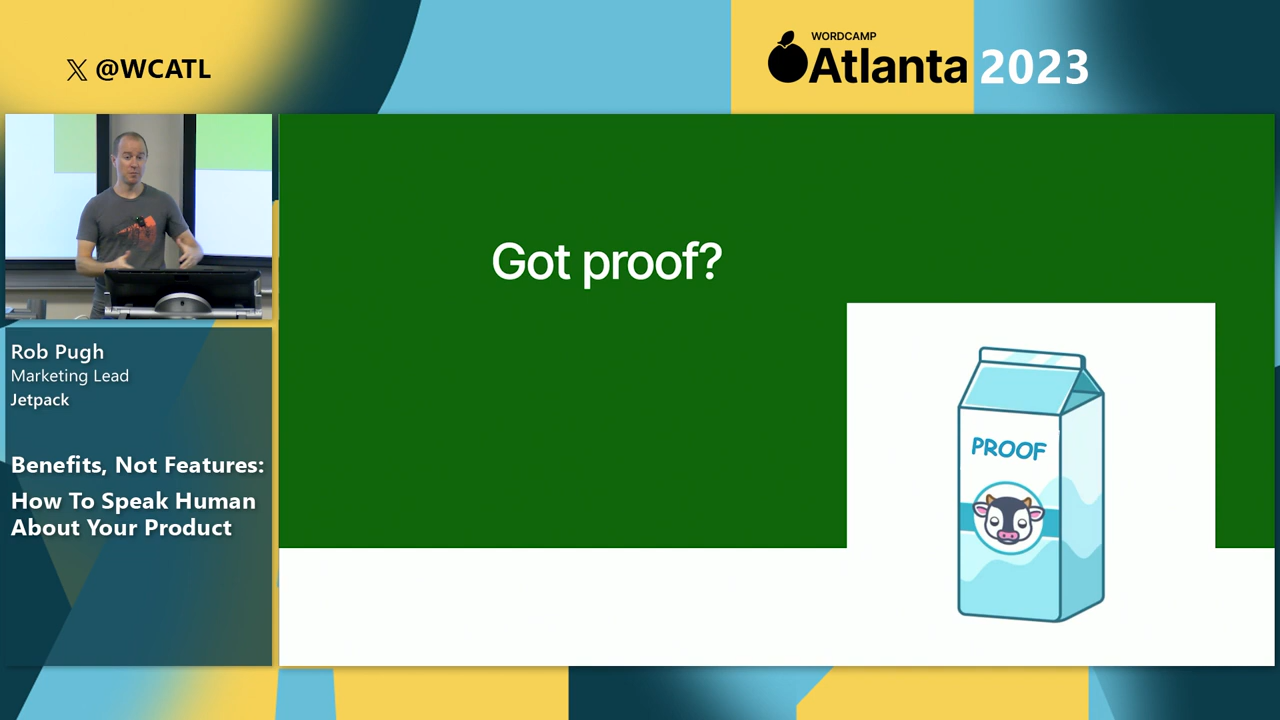 𝕏 @WCATL
WORDCAMP
Atlanta 2023
Got proof?
PROOF
Rob Pugh
Marketing Lead
Jetpack
Benefits, Not Features:
How To Speak Human
About Your Product